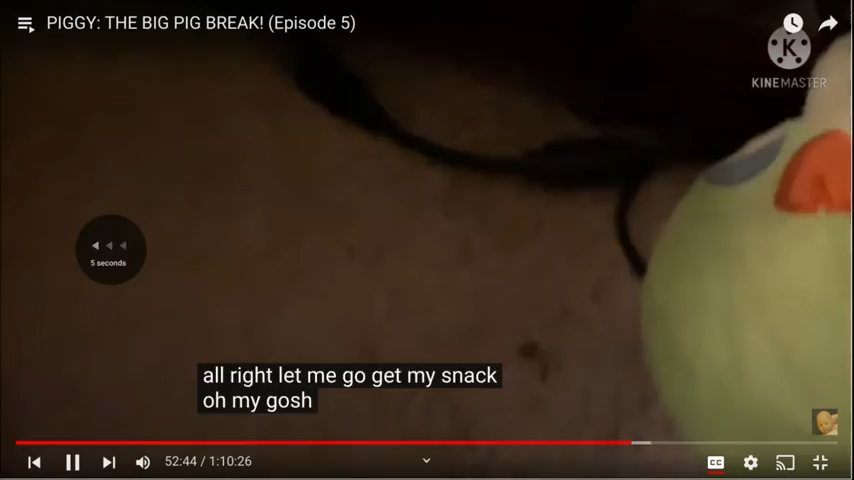 PIGGY: THE BIG PIG BREAK! (Episode 5)
K
KINEMASTER
5 seconds
all right let me go get my snack
oh my gosh
52:44 / 1:10:26
CC